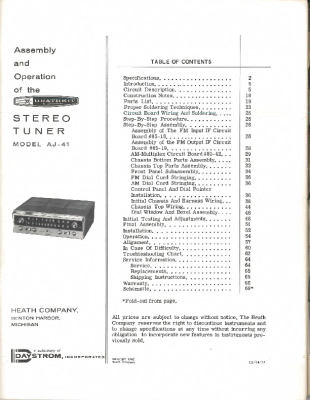 Assembly
and
Operation
of the
HEATHKIT
STEREO
TUNER
MODEL AJ-41
HEATH COMPANY,
BENTON HARBOR,
MICHIGAN
a subsidiary of
DAYSTROM, INCORPORATED
TABLE OF CONTENTS
Specifications. 2
Introduction.
Circuit Description.
Construction Notes.
Parts List.
Proper Soldering Techniques.
Circuit Board Wiring And Soldering.
Step-By-Step Procedure.
Step-By-Step Assembly.
Assembly of The FM Input IF Circuit
Board #85-18.
Assembly of the FM Output IF Circuit
Board
AM-Multiplex Circuit Board
Chassis Bottom Parts Assembly.
Chassis Top Parts Assembly.
Front Panel Subassembly.
FM Dial Cord Stringing.
AM Dial Cord Stringing.
Control Panel And Dial Pointer
Installation.
Initial Chassis And Harness Wiring.
Chassis Top Wiring.
Dial Window And Bezel Assembly.
Initial Testing And Adjustments.
Final Assembly.
Installation.
Operation.
Alignment.
In Case Of Difficulty.
Troubleshooting Chart.
Service Information.
Service.
Replacements.
Shipping Instructions.
Warranty.
Schematic.
*Fold-out from page.
All prices are subject to change without notice. The Heath
Company reserves the right to discontinue instruments and
to change specifications at any time without incurring any
obligation to incorporate new features in instruments previ-
ously sold.